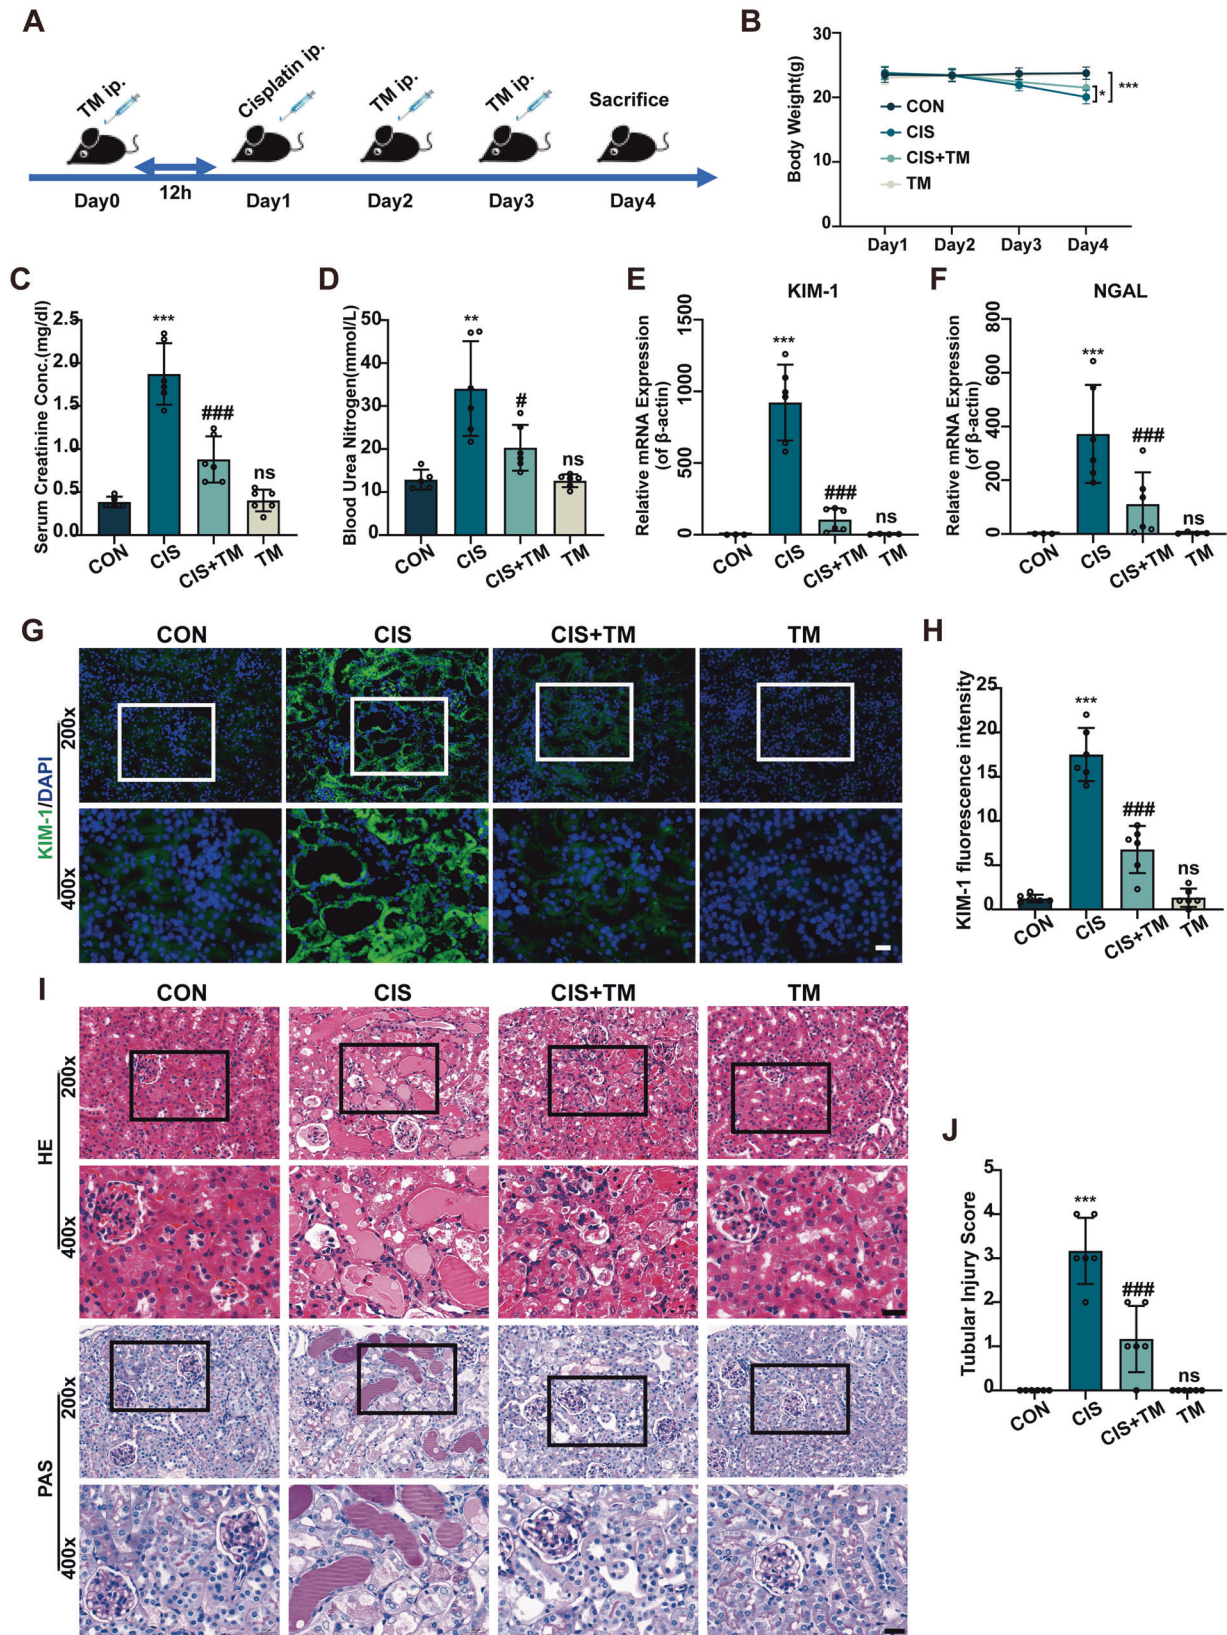 A
TM ip.
Cisplatin ip.
TM ip.
TM ip.
Sacrifice
12h
Day0
Day1
Day2
Day3
Day4
B
Body Weight(g)
30
20
10
0
CON
CIS
CIS+TM
TM
*
***
Day1
Day2
Day3
Day4
C
Serum Creatinine Conc.(mg/dl)
2.5
2.0
1.5
1.0
0.5
0.0
***
###
ns
CON
CIS
CIS+TM
TM
D
Blood Urea Nitrogen(mmol/L)
50
40
30
20
10
0
**
#
ns
CON
CIS
CIS+TM
TM
E
KIM-1
Relative mRNA Expression
(of β-actin)
1500
1000
500
0
***
###
ns
CON
CIS
CIS+TM
TM
F
NGAL
Relative mRNA Expression
(of β-actin)
800
600
400
200
0
***
###
ns
CON
CIS
CIS+TM
TM
G
CON
CIS
CIS+TM
TM
KIM-1/DAPI
200x
400x
H
KIM-1 fluorescence intensity
25
20
15
10
5
0
***
###
ns
CON
CIS
CIS+TM
TM
I
CON
CIS
CIS+TM
TM
HE
200x
400x
PAS
200x
400x
J
Tubular Injury Score
5
4
3
2
1
0
***
###
ns
CON
CIS
CIS+TM
TM